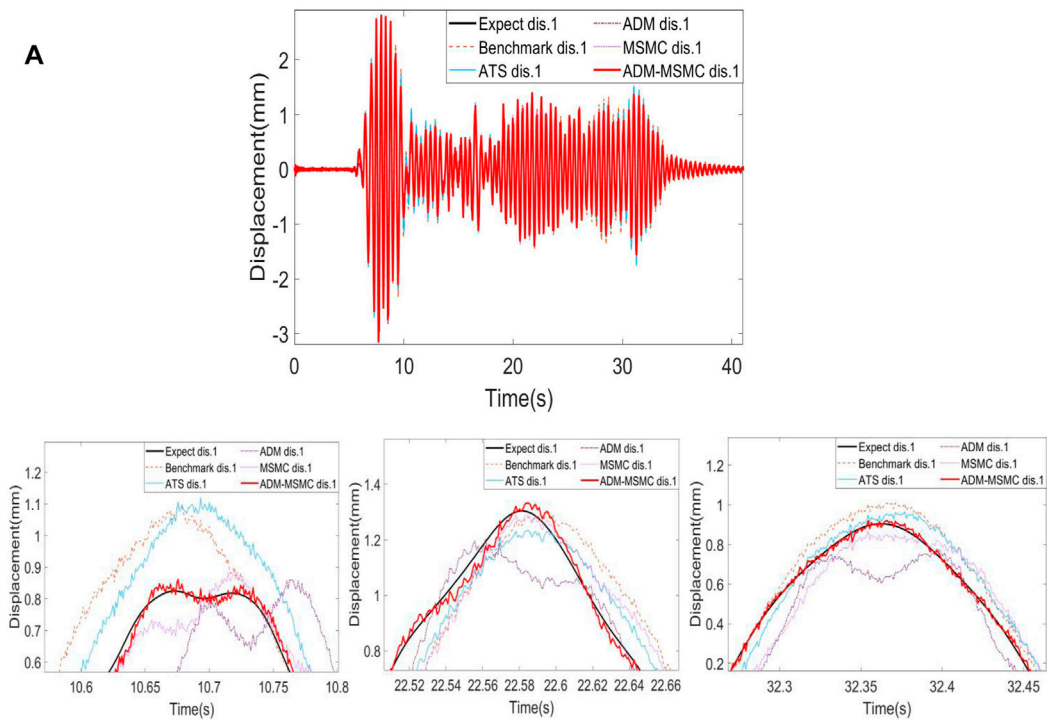 A
Expect dis.1
ADM dis.1
Benchmark dis.1
MSMC dis.1
ATS dis.1
ADM-MSMC dis.1
2
1
0
-1
-2
-3
Displacement(mm)
0 10 20 30 40
Time(s)
Expect dis.1
ADM dis.1
Benchmark dis.1
MSMC dis.1
ATS dis.1
ADM-MSMC dis.1
1.2
1.1
1
0.9
0.8
0.7
0.6
Displacement(mm)
10.6 10.65 10.7 10.75 10.8
Time(s)
Expect dis.1
ADM dis.1
Benchmark dis.1
MSMC dis.1
ATS dis.1
ADM-MSMC dis.1
1.4
1.2
1
0.8
Displacement(mm)
22.52 22.54 22.56 22.58 22.6 22.62 22.64 22.66
Time(s)
Expect dis.1
ADM dis.1
Benchmark dis.1
MSMC dis.1
ATS dis.1
ADM-MSMC dis.1
1.2
1
0.8
0.6
0.4
0.2
Displacement(mm)
32.3 32.35 32.4 32.45
Time(s)